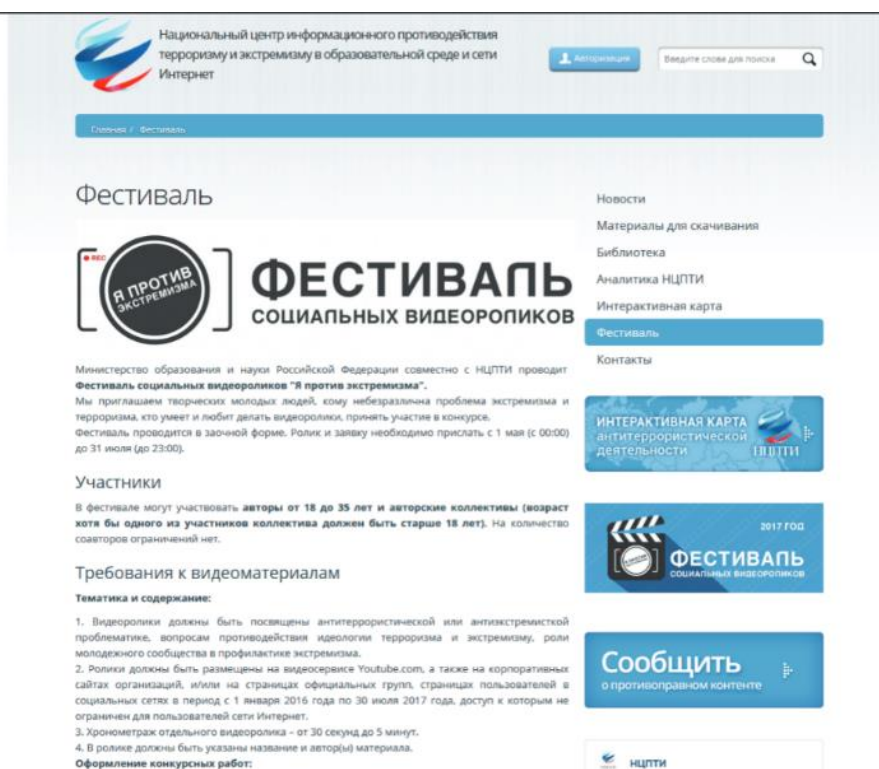 Национальный центр информационного противодействия
терроризму и экстремизму в образовательной среде и сети
Интернет
Авторизация
Введите слова для поиска
Главная / Фестиваль
Фестиваль
REC
Я ПРОТИВ
ЭКСТРЕМИЗМА
ФЕСТИВАЛЬ
СОЦИАЛЬНЫХ ВИДЕОРОЛИКОВ
Министерство образования и науки Российской Федерации совместно с НЦПТИ проводит
Фестиваль социальных видеороликов "Я против экстремизма".
Мы приглашаем творческих молодых людей, кому небезразлична проблема экстремизма и
терроризма, кто умеет и любит делать видеоролики, принять участие в конкурсе.
Фестиваль проводится в заочной форме. Ролик и заявку необходимо прислать с 1 мая (с 00:00)
до 31 июля (до 23:00).
Участники
В фестивале могут участвовать авторы от 18 до 35 лет и авторские коллективы (возраст
хотя бы одного из участников коллектива должен быть старше 18 лет). На количество
соавторов ограничений нет.
Требования к видеоматериалам
Тематика и содержание:
1. Видеоролики должны быть посвящены антитеррористической или антиэкстремисткой
проблематике, вопросам противодействия идеологии терроризма и экстремизму, роли
молодежного сообщества в профилактике экстремизма.
2. Ролики должны быть размещены на видеосервисе Youtube.com, а также на корпоративных
сайтах организаций, и/или на страницах официальных групп, страницах пользователей в
социальных сетях в период с 1 января 2016 года по 30 июля 2017 года, доступ к которым не
ограничен для пользователей сети Интернет.
3. Хронометраж отдельного видеоролика – от 30 секунд до 5 минут.
4. В ролике должны быть указаны название и автор(ы) материала.
Оформление конкурсных работ:
Новости
Материалы для скачивания
Библиотека
Аналитика НЦПТИ
Интерактивная карта
Фестиваль
Контакты
ИНТЕРАКТИВНАЯ КАРТА
антитеррористической
деятельности
НЦПТИ
2017 ГОД
ФЕСТИВАЛЬ
СОЦИАЛЬНЫХ ВИДЕОРОЛИКОВ
Сообщить
о противоправном контенте
НЦПТИ